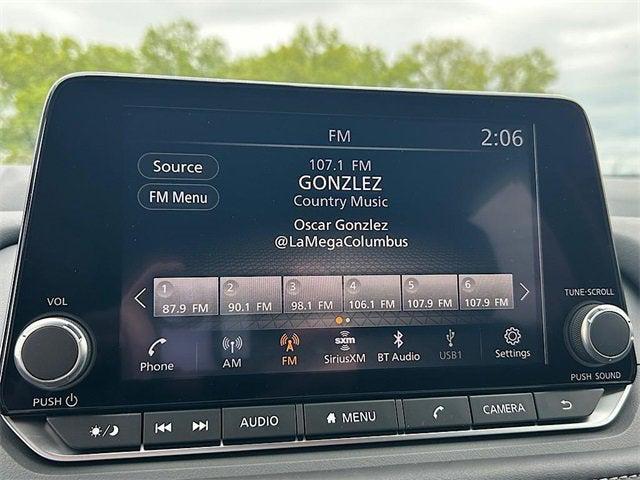 FM
2:06
Source
FM Menu
107.1 FM
GONZLEZ
Country Music
Oscar Gonzlez
@LaMegaColumbus
1 2 3 4 5 6
87.9 FM 90.1 FM 98.1 FM 106.1 FM 107.9 FM 107.9 FM
VOL
TUNE-SCROLL
Phone AM FM sxm SiriusXM BT Audio USB1 Settings
PUSH
PUSH SOUND
AUDIO MENU CAMERA